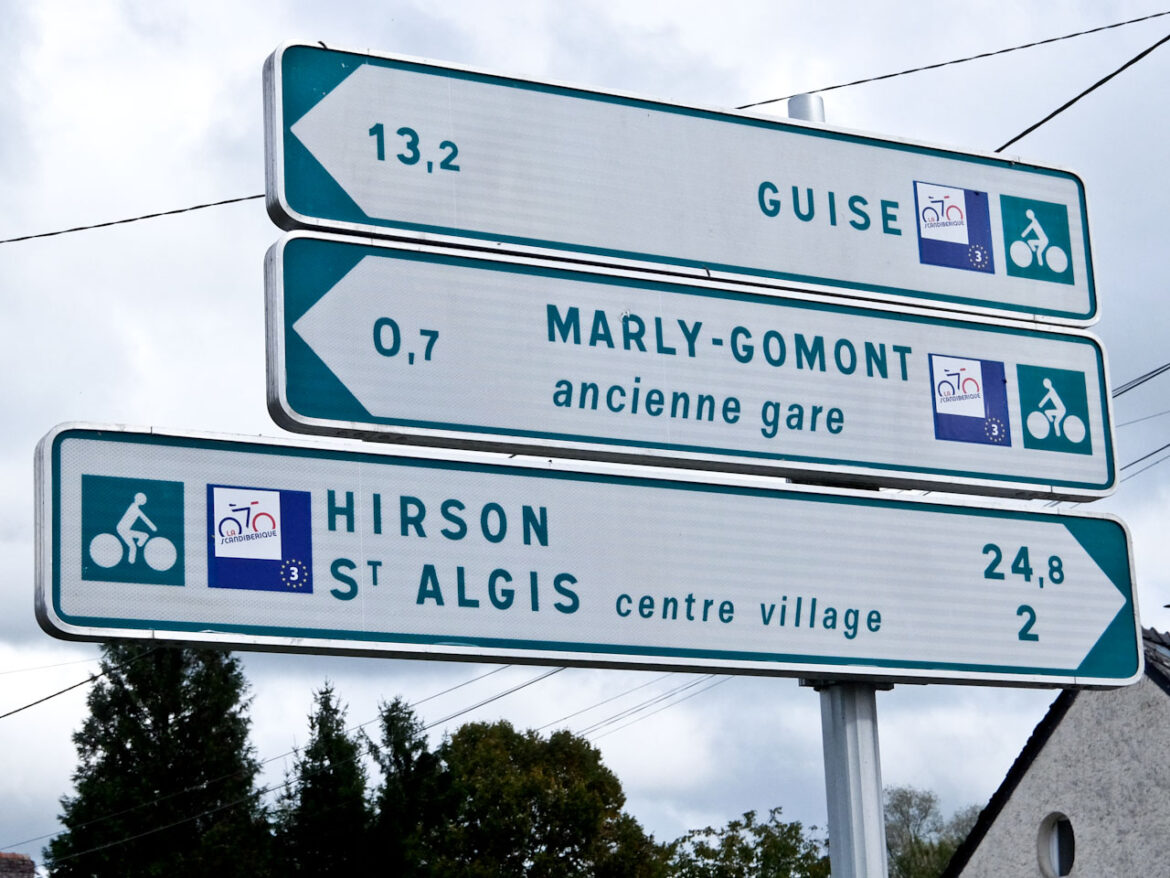 13,2 GUISE LA SCANDIBERIQUE 3
0,7 MARLY-GOMONT LA SCANDIBERIQUE 3
ancienne gare
LA SCANDIBERIQUE 3 HIRSON 24,8
ST ALGIS centre village 2